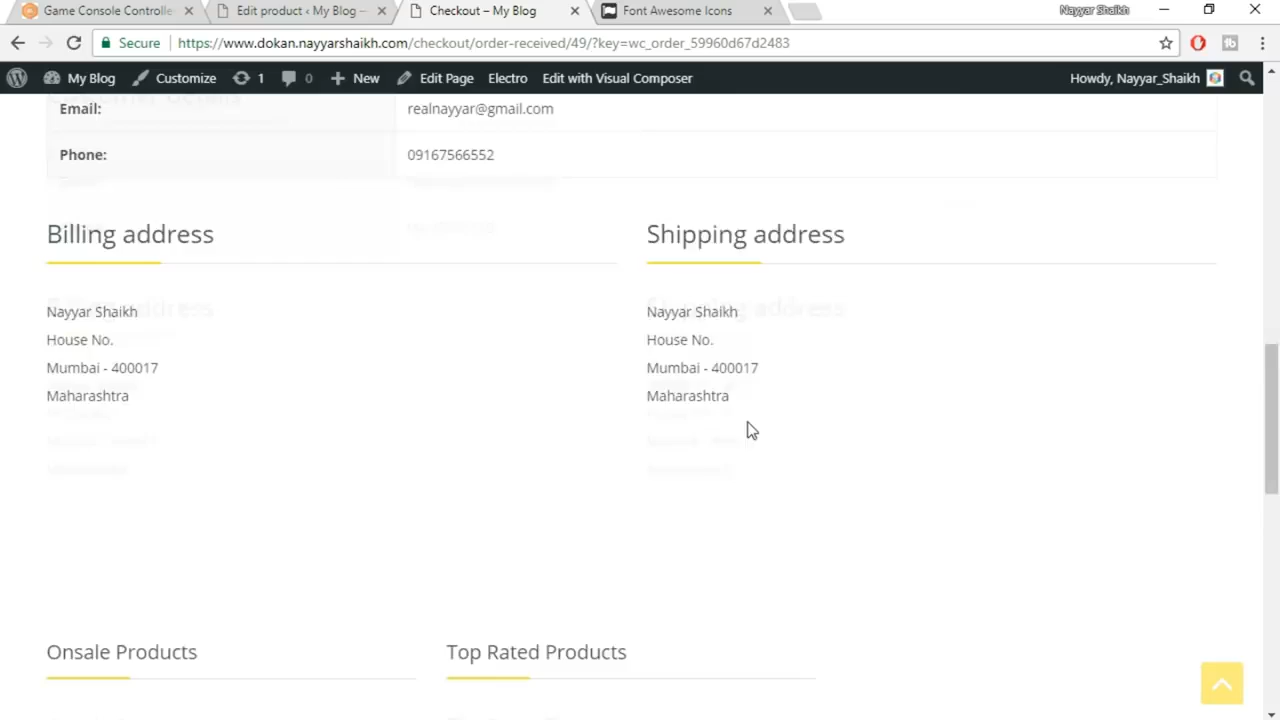 Game Console Controlle
Edit product ‹ My Blog –
Checkout – My Blog
Font Awesome Icons
Nayyar Shaikh
Secure
https://www.dokan.nayyarshaikh.com/checkout/order-received/49/?key=wc_order_59960d67d2483
My Blog
Customize
1
0
New
Edit Page
Electro
Edit with Visual Composer
Howdy, Nayyar_Shaikh
Email:
realnayyar@gmail.com
Phone:
09167566552
Billing address
Shipping address
Nayyar Shaikh
House No.
Mumbai - 400017
Maharashtra
Nayyar Shaikh
House No.
Mumbai - 400017
Maharashtra
Onsale Products
Top Rated Products